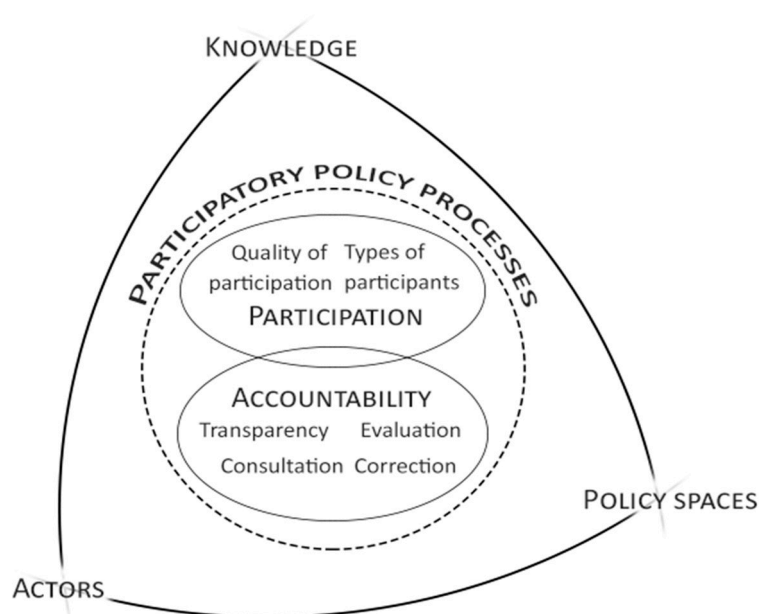 KNOWLEDGE
PARTICIPATORY POLICY PROCESSES
Quality of participation
Types of participants
PARTICIPATION
ACCOUNTABILITY
Transparency Evaluation
Consultation Correction
POLICY SPACES
ACTORS